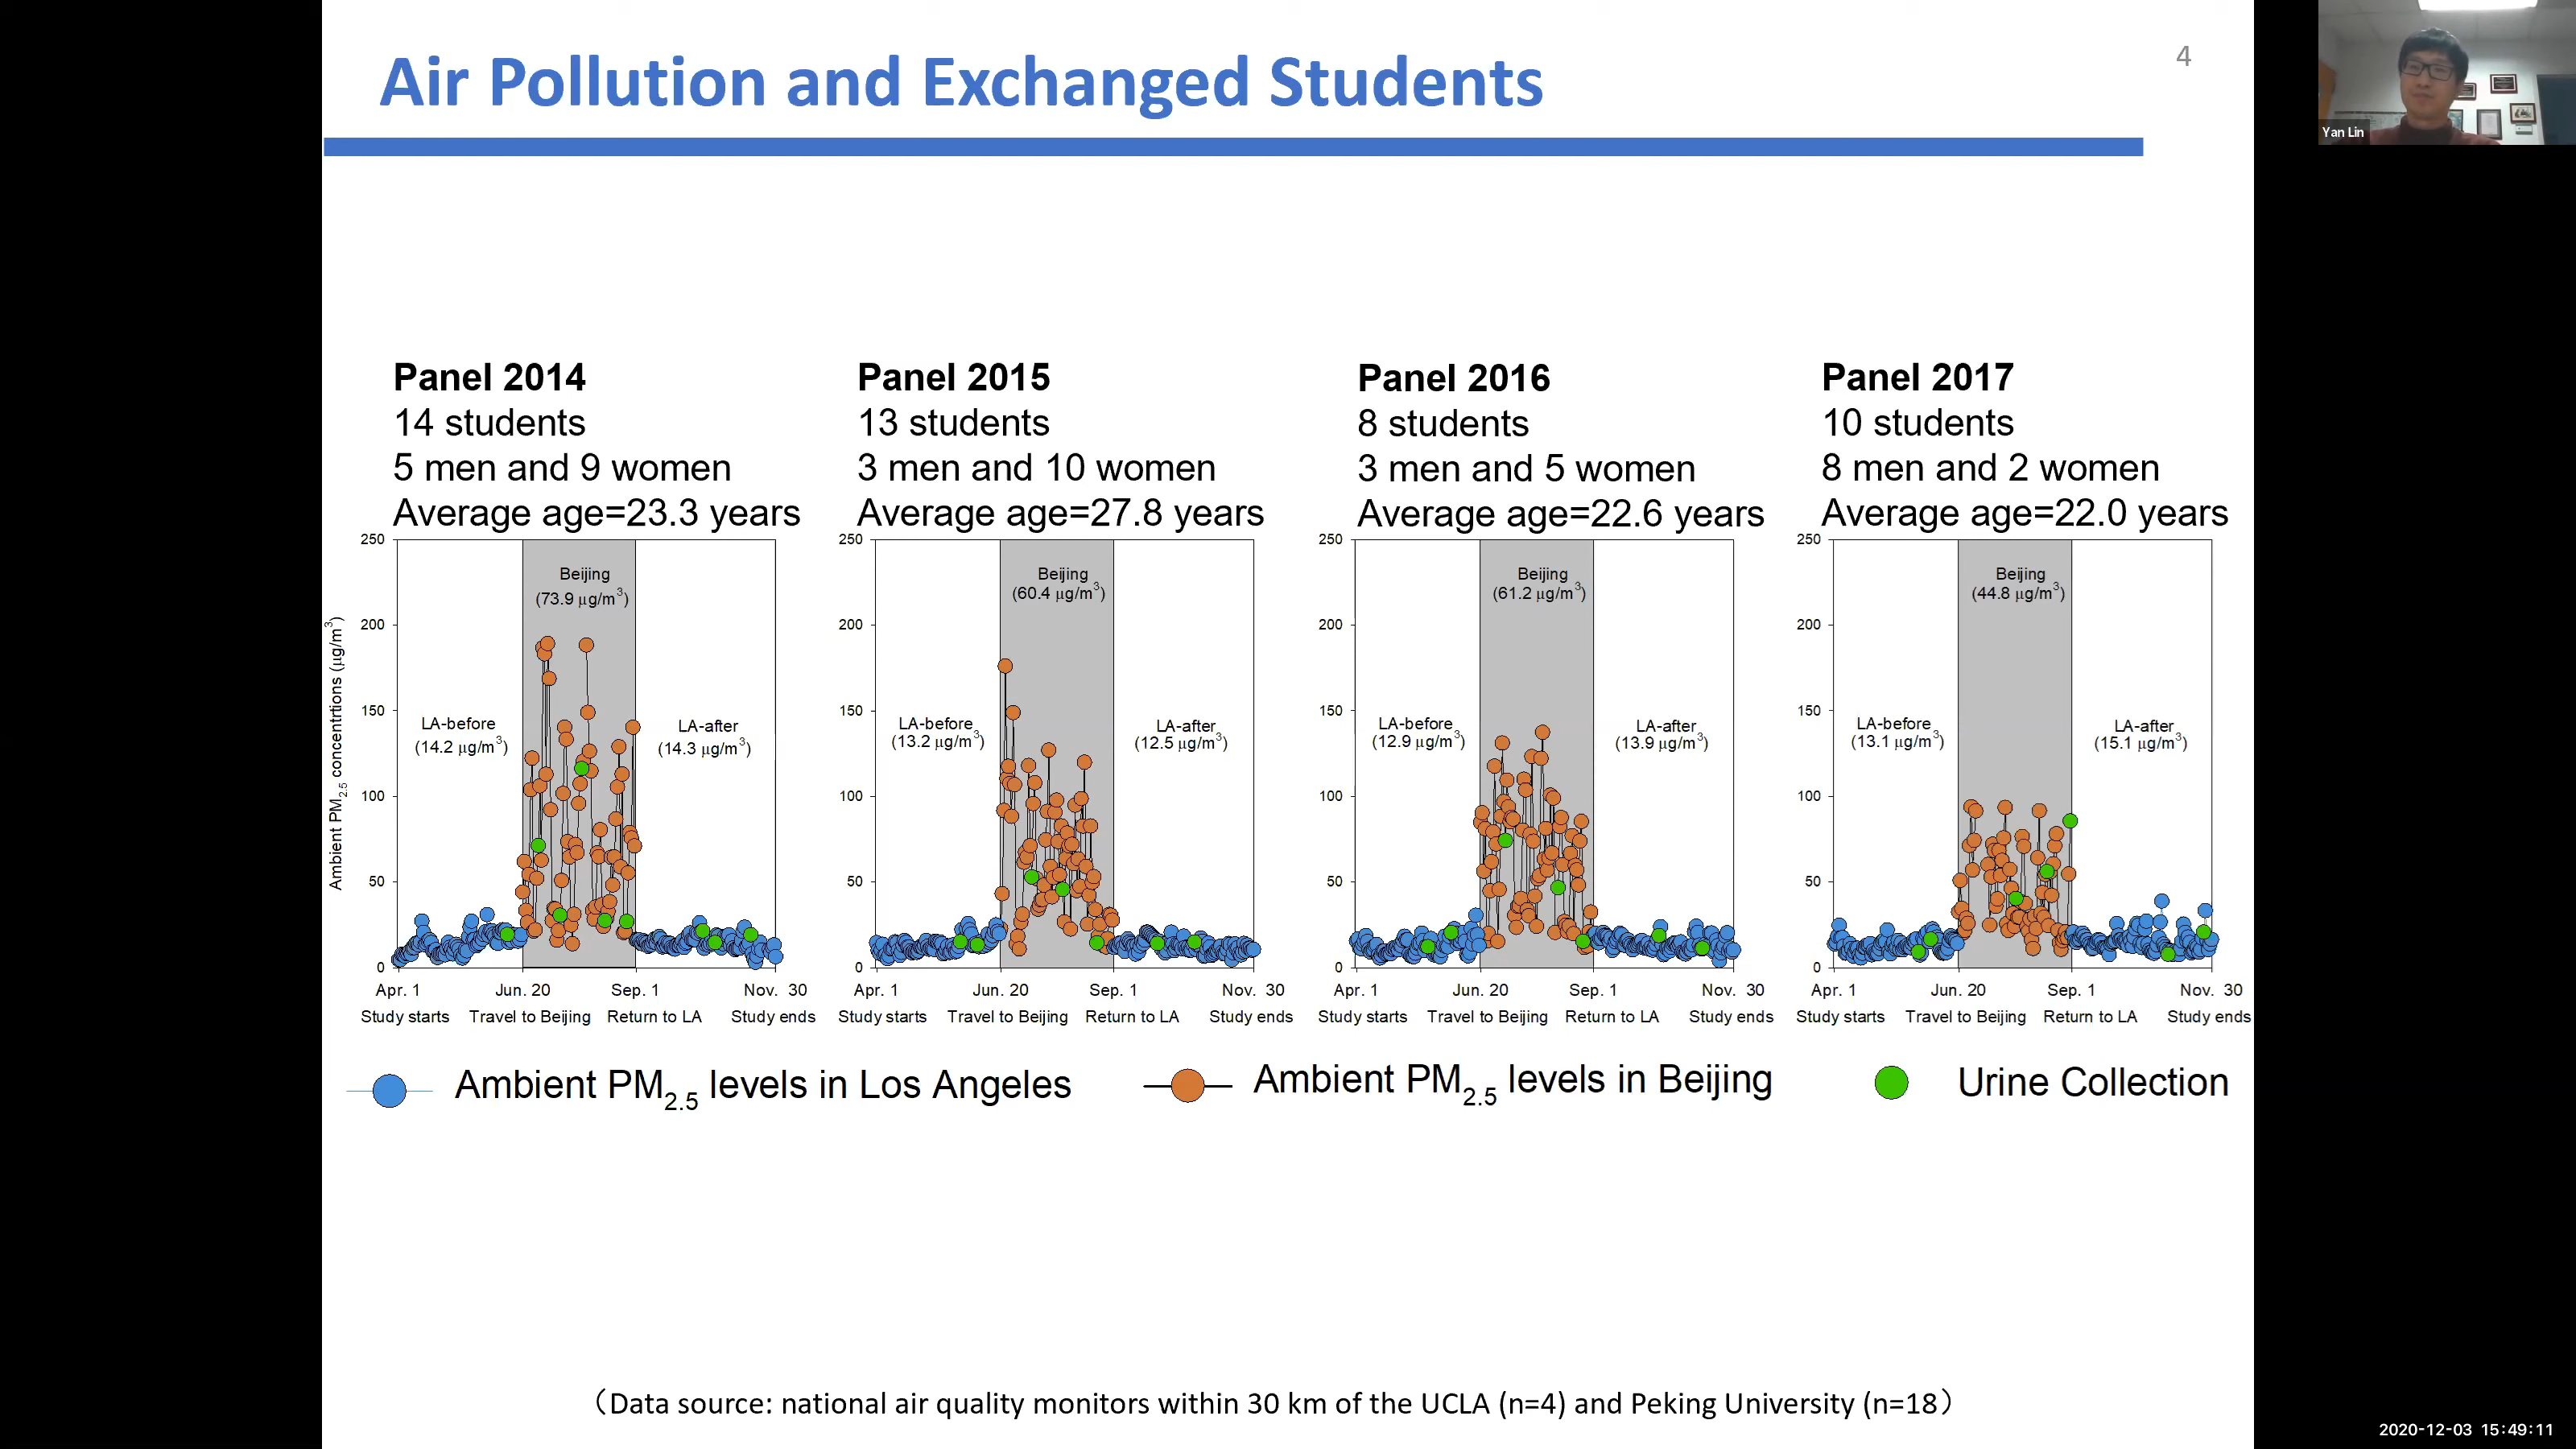 Air Pollution and Exchanged Students
4
Yan Lin
Panel 2014
14 students
5 men and 9 women
Average age=23.3 years
Panel 2015
13 students
3 men and 10 women
Average age=27.8 years
Panel 2016
8 students
3 men and 5 women
Average age=22.6 years
Panel 2017
10 students
8 men and 2 women
Average age=22.0 years
Ambient PM2.5 concentrtions (μg/m³)
250
200
150
100
50
0
LA-before
(14.2 μg/m³)
Beijing
(73.9 μg/m³)
LA-after
(14.3 μg/m³)
Apr. 1
Jun. 20
Sep. 1
Nov. 30
Study starts
Travel to Beijing
Return to LA
Study ends
250
200
150
100
50
0
LA-before
(13.2 μg/m³)
Beijing
(60.4 μg/m³)
LA-after
(12.5 μg/m³)
Apr. 1
Jun. 20
Sep. 1
Nov. 30
Study starts
Travel to Beijing
Return to LA
Study ends
250
200
150
100
50
0
LA-before
(12.9 μg/m³)
Beijing
(61.2 μg/m³)
LA-after
(13.9 μg/m³)
Apr. 1
Jun. 20
Sep. 1
Nov. 30
Study starts
Travel to Beijing
Return to LA
Study ends
250
200
150
100
50
0
LA-before
(13.1 μg/m³)
Beijing
(44.8 μg/m³)
LA-after
(15.1 μg/m³)
Apr. 1
Jun. 20
Sep. 1
Nov. 30
Study starts
Travel to Beijing
Return to LA
Study ends
Ambient PM2.5 levels in Los Angeles
Ambient PM2.5 levels in Beijing
Urine Collection
（Data source: national air quality monitors within 30 km of the UCLA (n=4) and Peking University (n=18）
2020-12-03 15:49:11